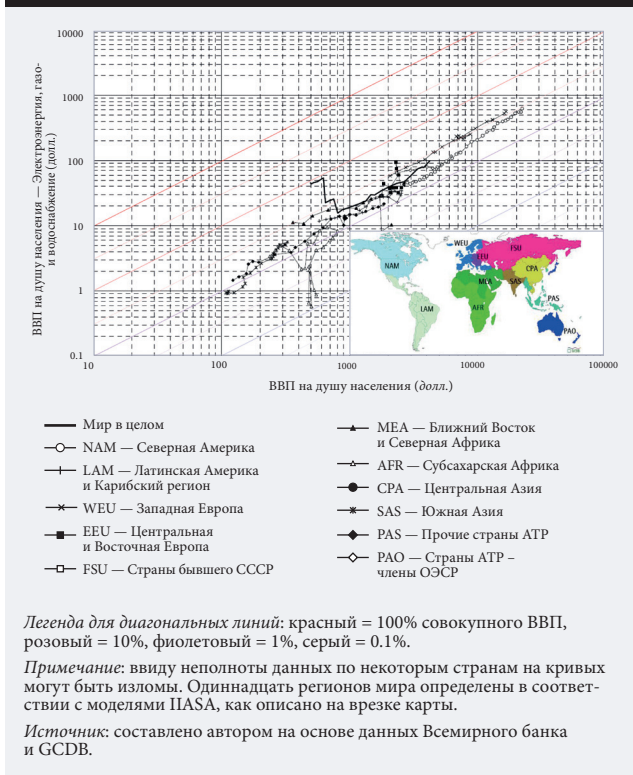 ВВП на душу населения — Электроэнергия, газо-
и водоснабжение (долл.)
10000
1000
100
10
1
0.1
10
100
1000
10000
100000
ВВП на душу населения (долл.)
NAM
LAM
WEU
EEU
FSU
MEA
AFR
SAS
CPA
PAS
PAO
Мир в целом
NAM — Северная Америка
LAM — Латинская Америка
и Карибский регион
WEU — Западная Европа
EEU — Центральная
и Восточная Европа
FSU — Страны бывшего СССР
MEA — Ближний Восток
и Северная Африка
AFR — Субсахарская Африка
CPA — Центральная Азия
SAS — Южная Азия
PAS — Прочие страны АТР
PAO — Страны АТР –
члены ОЭСР
Легенда для диагональных линий: красный = 100% совокупного ВВП,
розовый = 10%, фиолетовый = 1%, серый = 0.1%.
Примечание: ввиду неполноты данных по некоторым странам на кривых
могут быть изломы. Одиннадцать регионов мира определены в соответ-
ствии с моделями IIASA, как описано на врезке карты.
Источник: составлено автором на основе данных Всемирного банка
и GCDB.